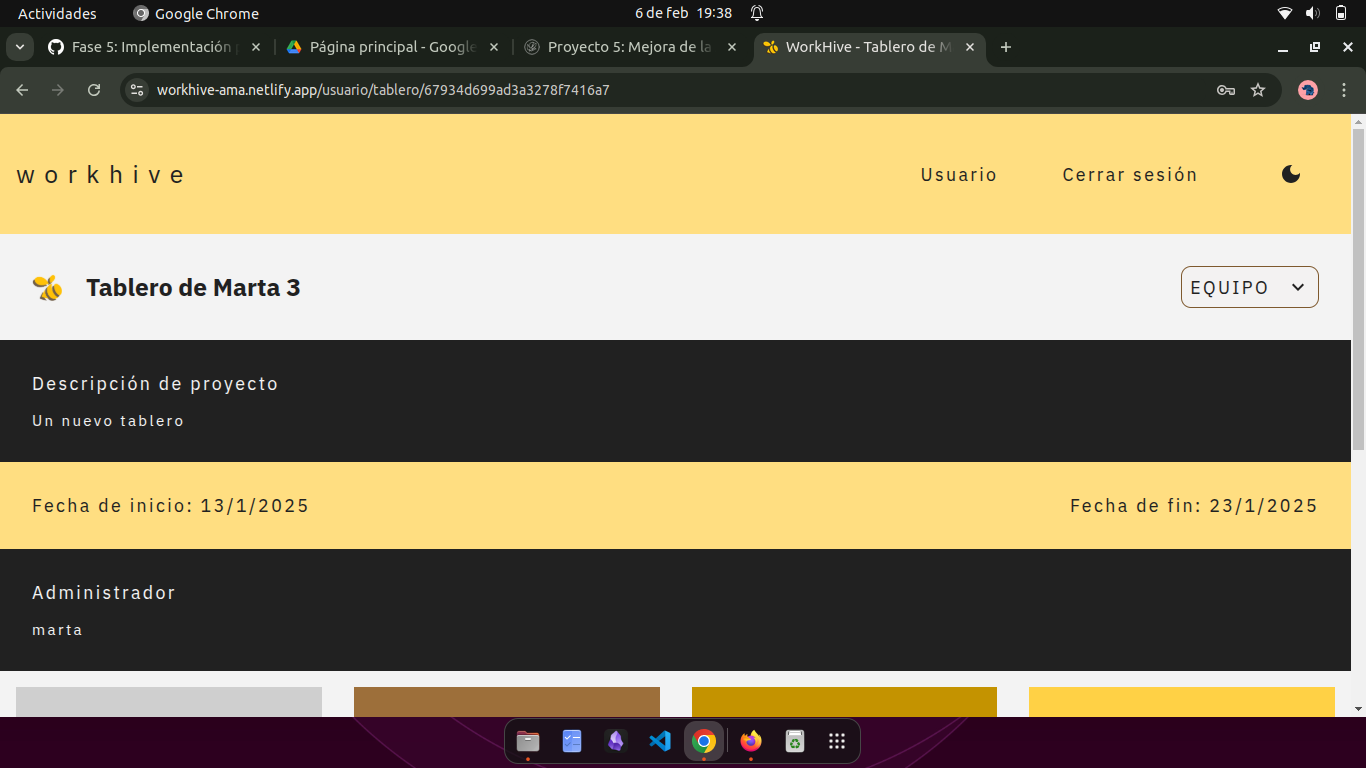 Actividades Google Chrome 6 de feb 19:38
Fase 5: Implementación Página principal - Google Proyecto 5: Mejora de la WorkHive - Tablero de M
workhive-ama.netlify.app/usuario/tablero/67934d699ad3a3278f7416a7
workhive Usuario Cerrar sesión
Tablero de Marta 3 EQUIPO
Descripción de proyecto
Un nuevo tablero
Fecha de inicio: 13/1/2025 Fecha de fin: 23/1/2025
Administrador
marta